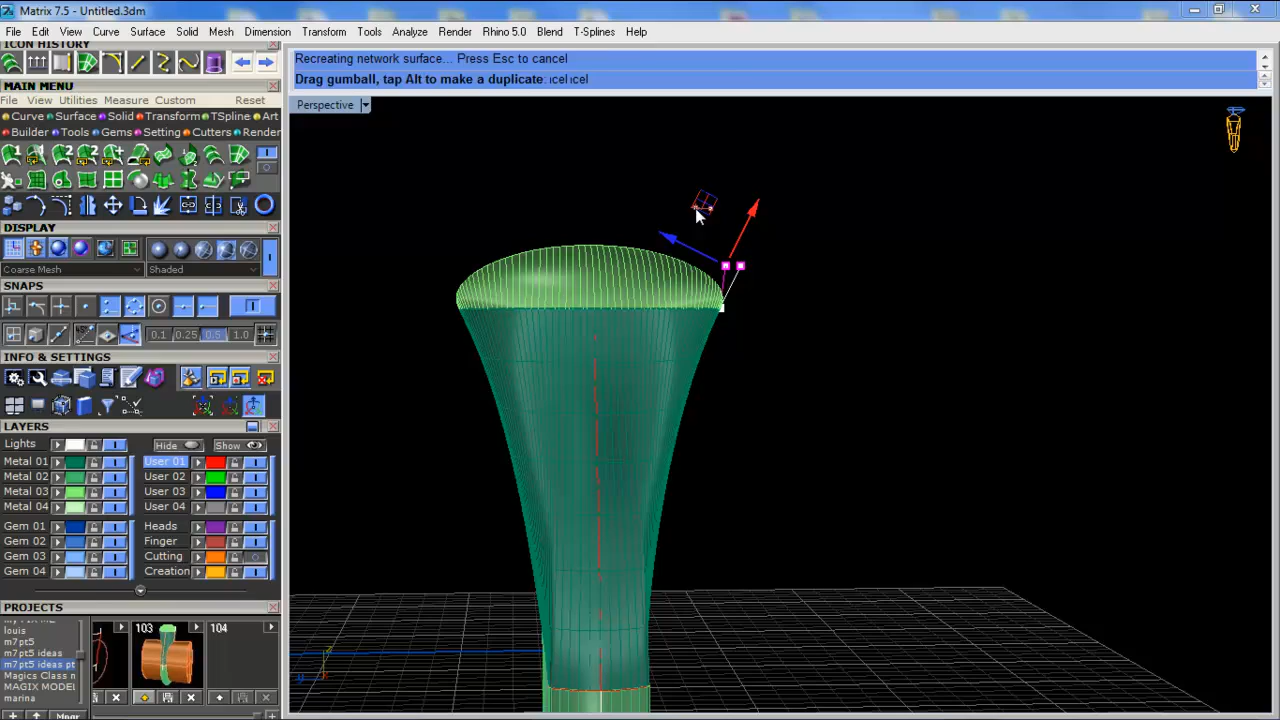 Matrix 7.5 - Untitled.3dm
File Edit View Curve Surface Solid Mesh Dimension Transform Tools Analyze Render Rhino 5.0 Blend T-Splines Help
ICON HISTORY
Recreating network surface... Press Esc to cancel
Drag gumball, tap Alt to make a duplicate:
MAIN MENU
File View Utilities Measure Custom Reset
Perspective
Curve Surface Solid Transform TSpline Art
Builder Tools Gems Setting Cutters Render
DISPLAY
Coarse Mesh Shaded
SNAPS
0.1 0.25 0.5 1.0
INFO & SETTINGS
LAYERS
Lights Hide Show
Metal 01 User 01
Metal 02 User 02
Metal 03 User 03
Metal 04 User 04
Gem 01 Heads
Gem 02 Finger
Gem 03 Cutting
Gem 04 Creation
PROJECTS
103 104
m7pt5
m7pt5 ideas
m7pt5 ideas pt
MAGIA MODEL
marina